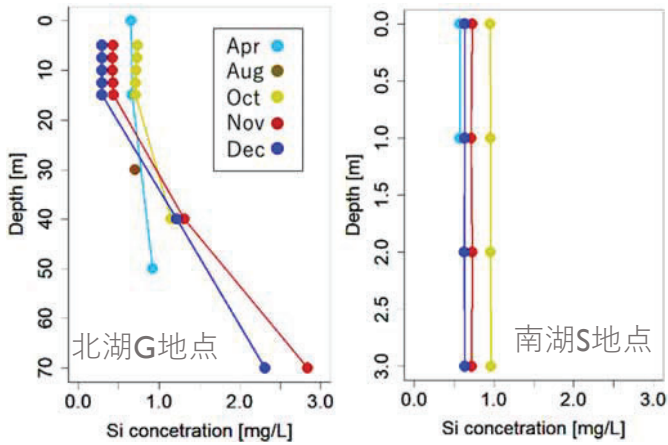 Depth [m]
0
10
20
30
40
50
60
70
Apr
Aug
Oct
Nov
Dec
北湖G地点
0.0
1.0
2.0
3.0
Si concetration [mg/L]
Depth [m]
0.0
0.5
1.0
1.5
2.0
2.5
3.0
南湖S地点
0.0
1.0
2.0
3.0
Si concetration [mg/L]